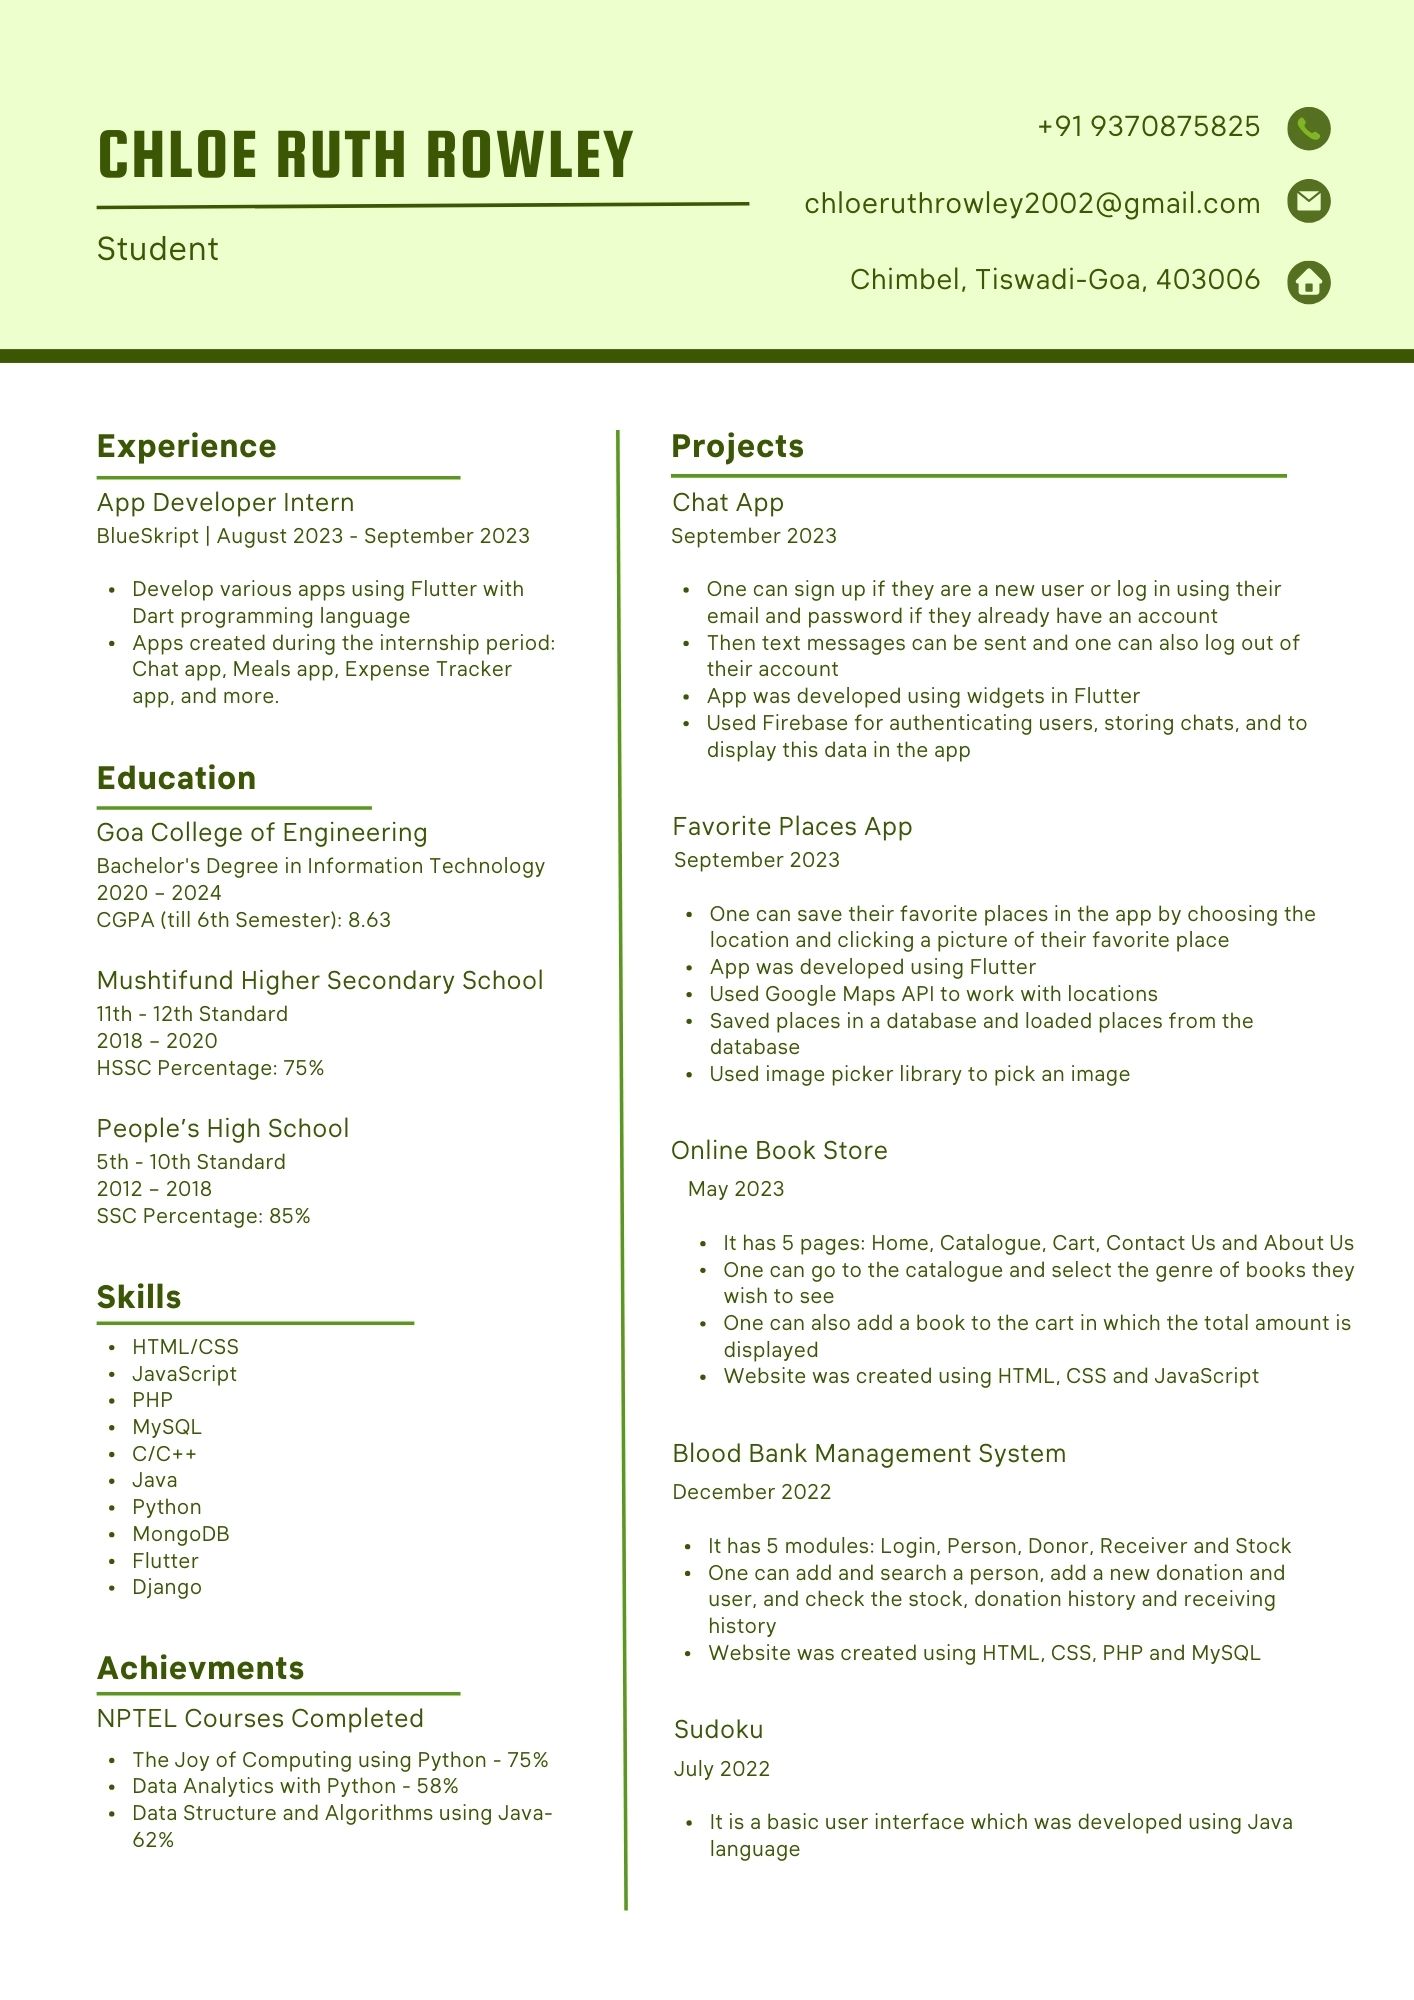 CHLOE RUTH ROWLEY
Student
+91 9370875825
chloeruthrowley2002@gmail.com
Chimbel, Tiswadi-Goa, 403006
Experience
App Developer Intern
BlueSkript | August 2023 - September 2023
• Develop various apps using Flutter with
Dart programming language
• Apps created during the internship period:
Chat app, Meals app, Expense Tracker
app, and more.
Education
Goa College of Engineering
Bachelor's Degree in Information Technology
2020 – 2024
CGPA (till 6th Semester): 8.63
Mushtifund Higher Secondary School
11th - 12th Standard
2018 – 2020
HSSC Percentage: 75%
People’s High School
5th - 10th Standard
2012 – 2018
SSC Percentage: 85%
Skills
• HTML/CSS
• JavaScript
• PHP
• MySQL
• C/C++
• Java
• Python
• MongoDB
• Flutter
• Django
Achievments
NPTEL Courses Completed
• The Joy of Computing using Python - 75%
• Data Analytics with Python - 58%
• Data Structure and Algorithms using Java-
62%
Projects
Chat App
September 2023
• One can sign up if they are a new user or log in using their
email and password if they already have an account
• Then text messages can be sent and one can also log out of
their account
• App was developed using widgets in Flutter
• Used Firebase for authenticating users, storing chats, and to
display this data in the app
Favorite Places App
September 2023
• One can save their favorite places in the app by choosing the
location and clicking a picture of their favorite place
• App was developed using Flutter
• Used Google Maps API to work with locations
• Saved places in a database and loaded places from the
database
• Used image picker library to pick an image
Online Book Store
May 2023
• It has 5 pages: Home, Catalogue, Cart, Contact Us and About Us
• One can go to the catalogue and select the genre of books they
wish to see
• One can also add a book to the cart in which the total amount is
displayed
• Website was created using HTML, CSS and JavaScript
Blood Bank Management System
December 2022
• It has 5 modules: Login, Person, Donor, Receiver and Stock
• One can add and search a person, add a new donation and
user, and check the stock, donation history and receiving
history
• Website was created using HTML, CSS, PHP and MySQL
Sudoku
July 2022
• It is a basic user interface which was developed using Java
language